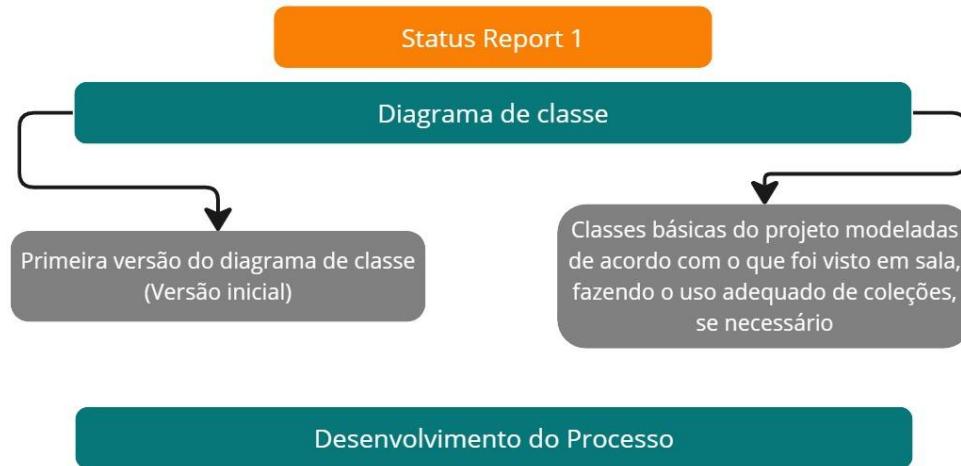 Status Report 1
Diagrama de classe
Primeira versão do diagrama de classe
(Versão inicial)
Classes básicas do projeto modeladas
de acordo com o que foi visto em sala,
fazendo o uso adequado de coleções,
se necessário
Desenvolvimento do Processo